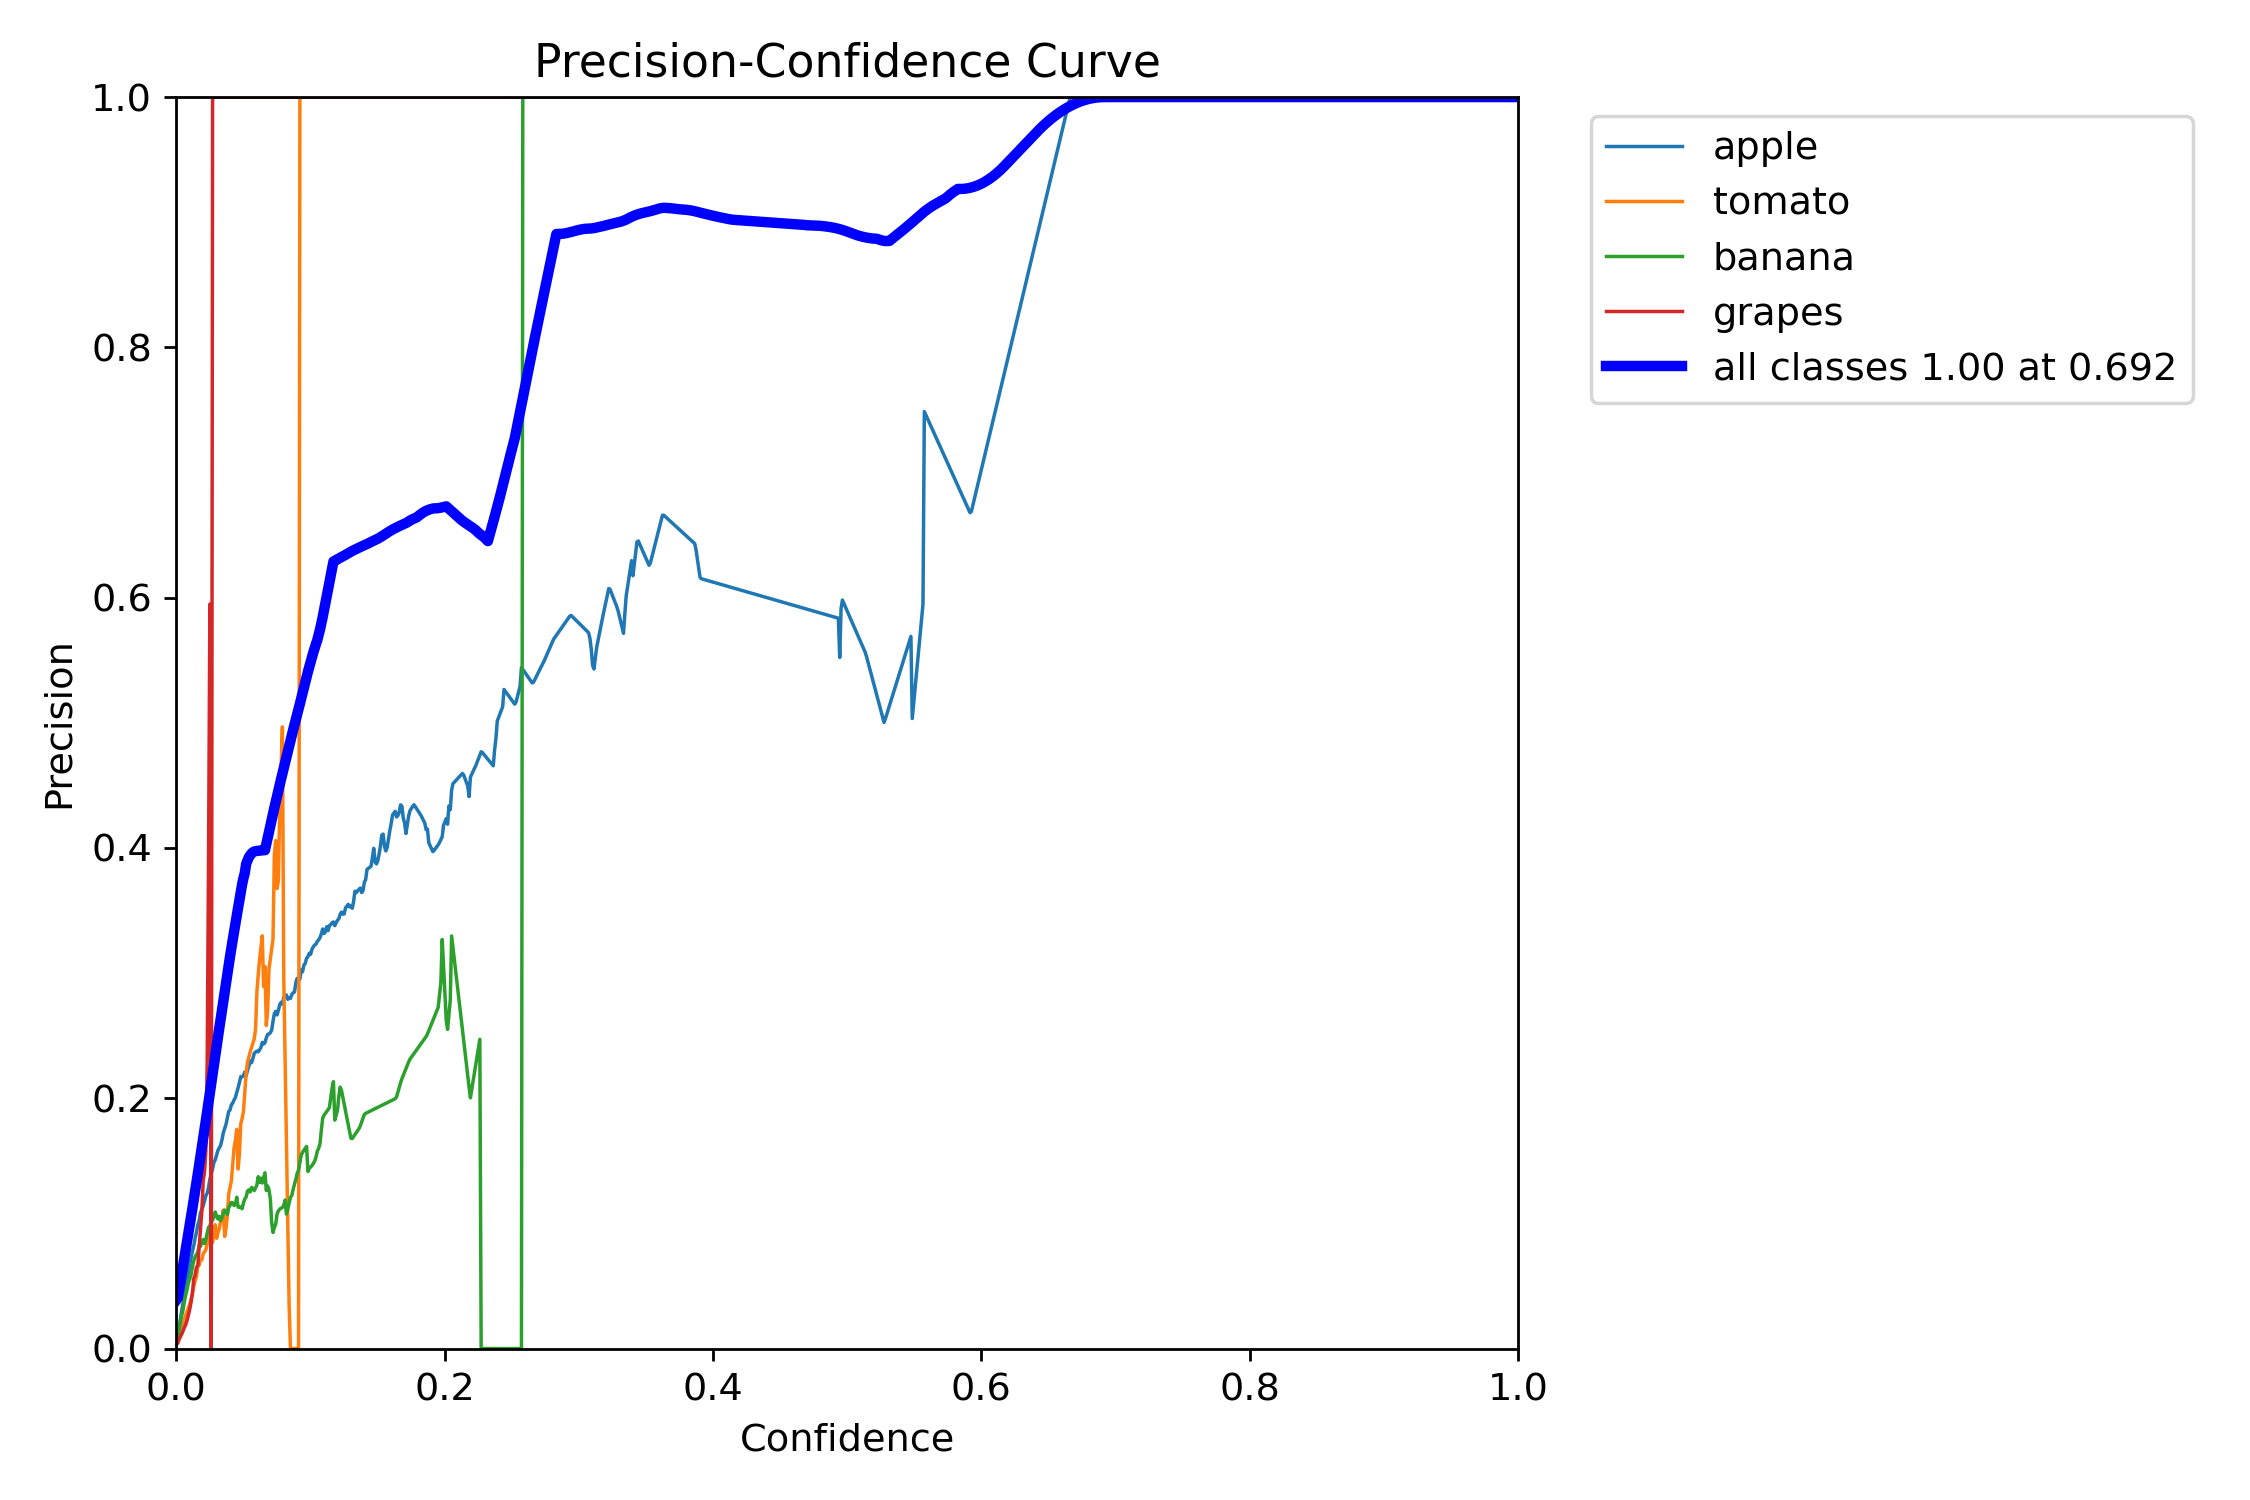 Precision-Confidence Curve
1.0
0.8
0.6
0.4
0.2
0.0
Precision
0.0 0.2 0.4 0.6 0.8 1.0
Confidence
apple
tomato
banana
grapes
all classes 1.00 at 0.692